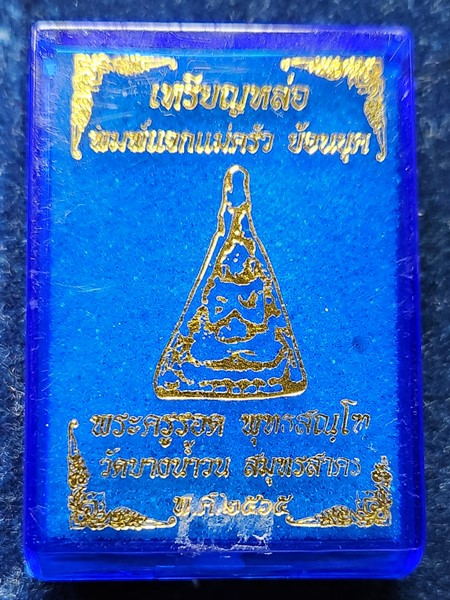 เหรียญหล่อ
พิมพ์แจกแม่ครัว ย้อนยุค
พระครูรอด พุทธสณฺโฑ
วัดบางน้ำวน สมุทรสาคร
พ.ศ.๒๕๖๕